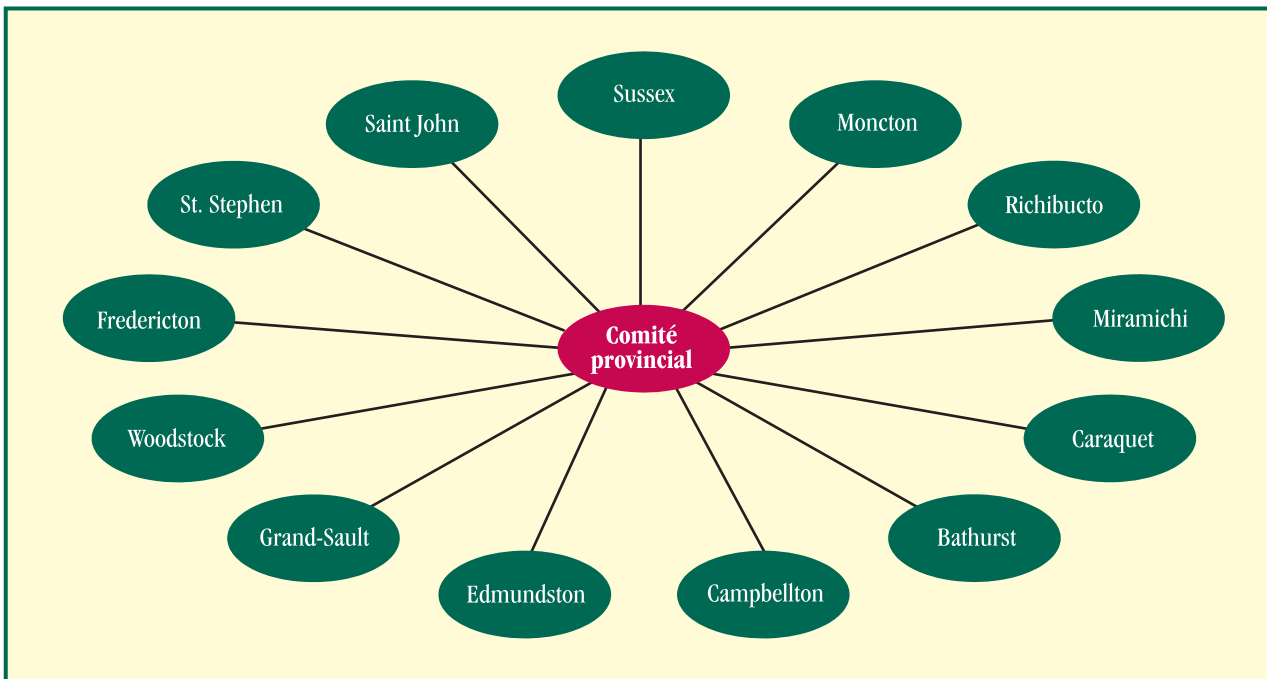 Sussex
Saint John
Moncton
St. Stephen
Richibucto
Fredericton
Miramichi
Comité
provincial
Woodstock
Caraquet
Grand-Sault
Bathurst
Edmundston
Campbellton